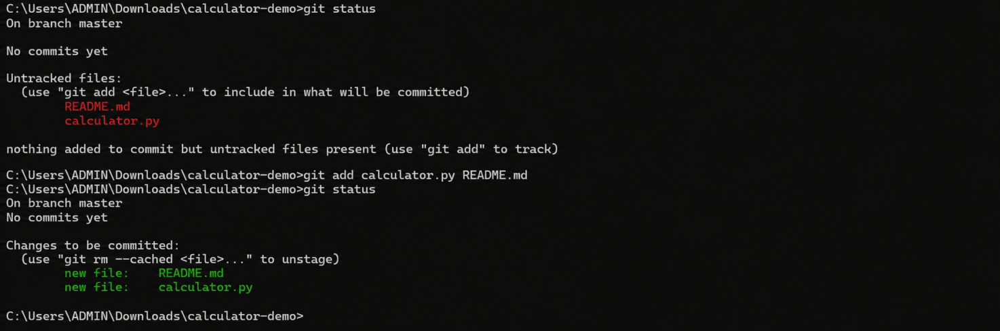 C:\Users\ADMIN\Downloads\calculator-demo>git status
On branch master
No commits yet
Untracked files:
  (use "git add <file>..." to include in what will be committed)
        README.md
        calculator.py
nothing added to commit but untracked files present (use "git add" to track)
C:\Users\ADMIN\Downloads\calculator-demo>git add calculator.py README.md
C:\Users\ADMIN\Downloads\calculator-demo>git status
On branch master
No commits yet
Changes to be committed:
  (use "git rm --cached <file>..." to unstage)
        new file:    README.md
        new file:    calculator.py
C:\Users\ADMIN\Downloads\calculator-demo>